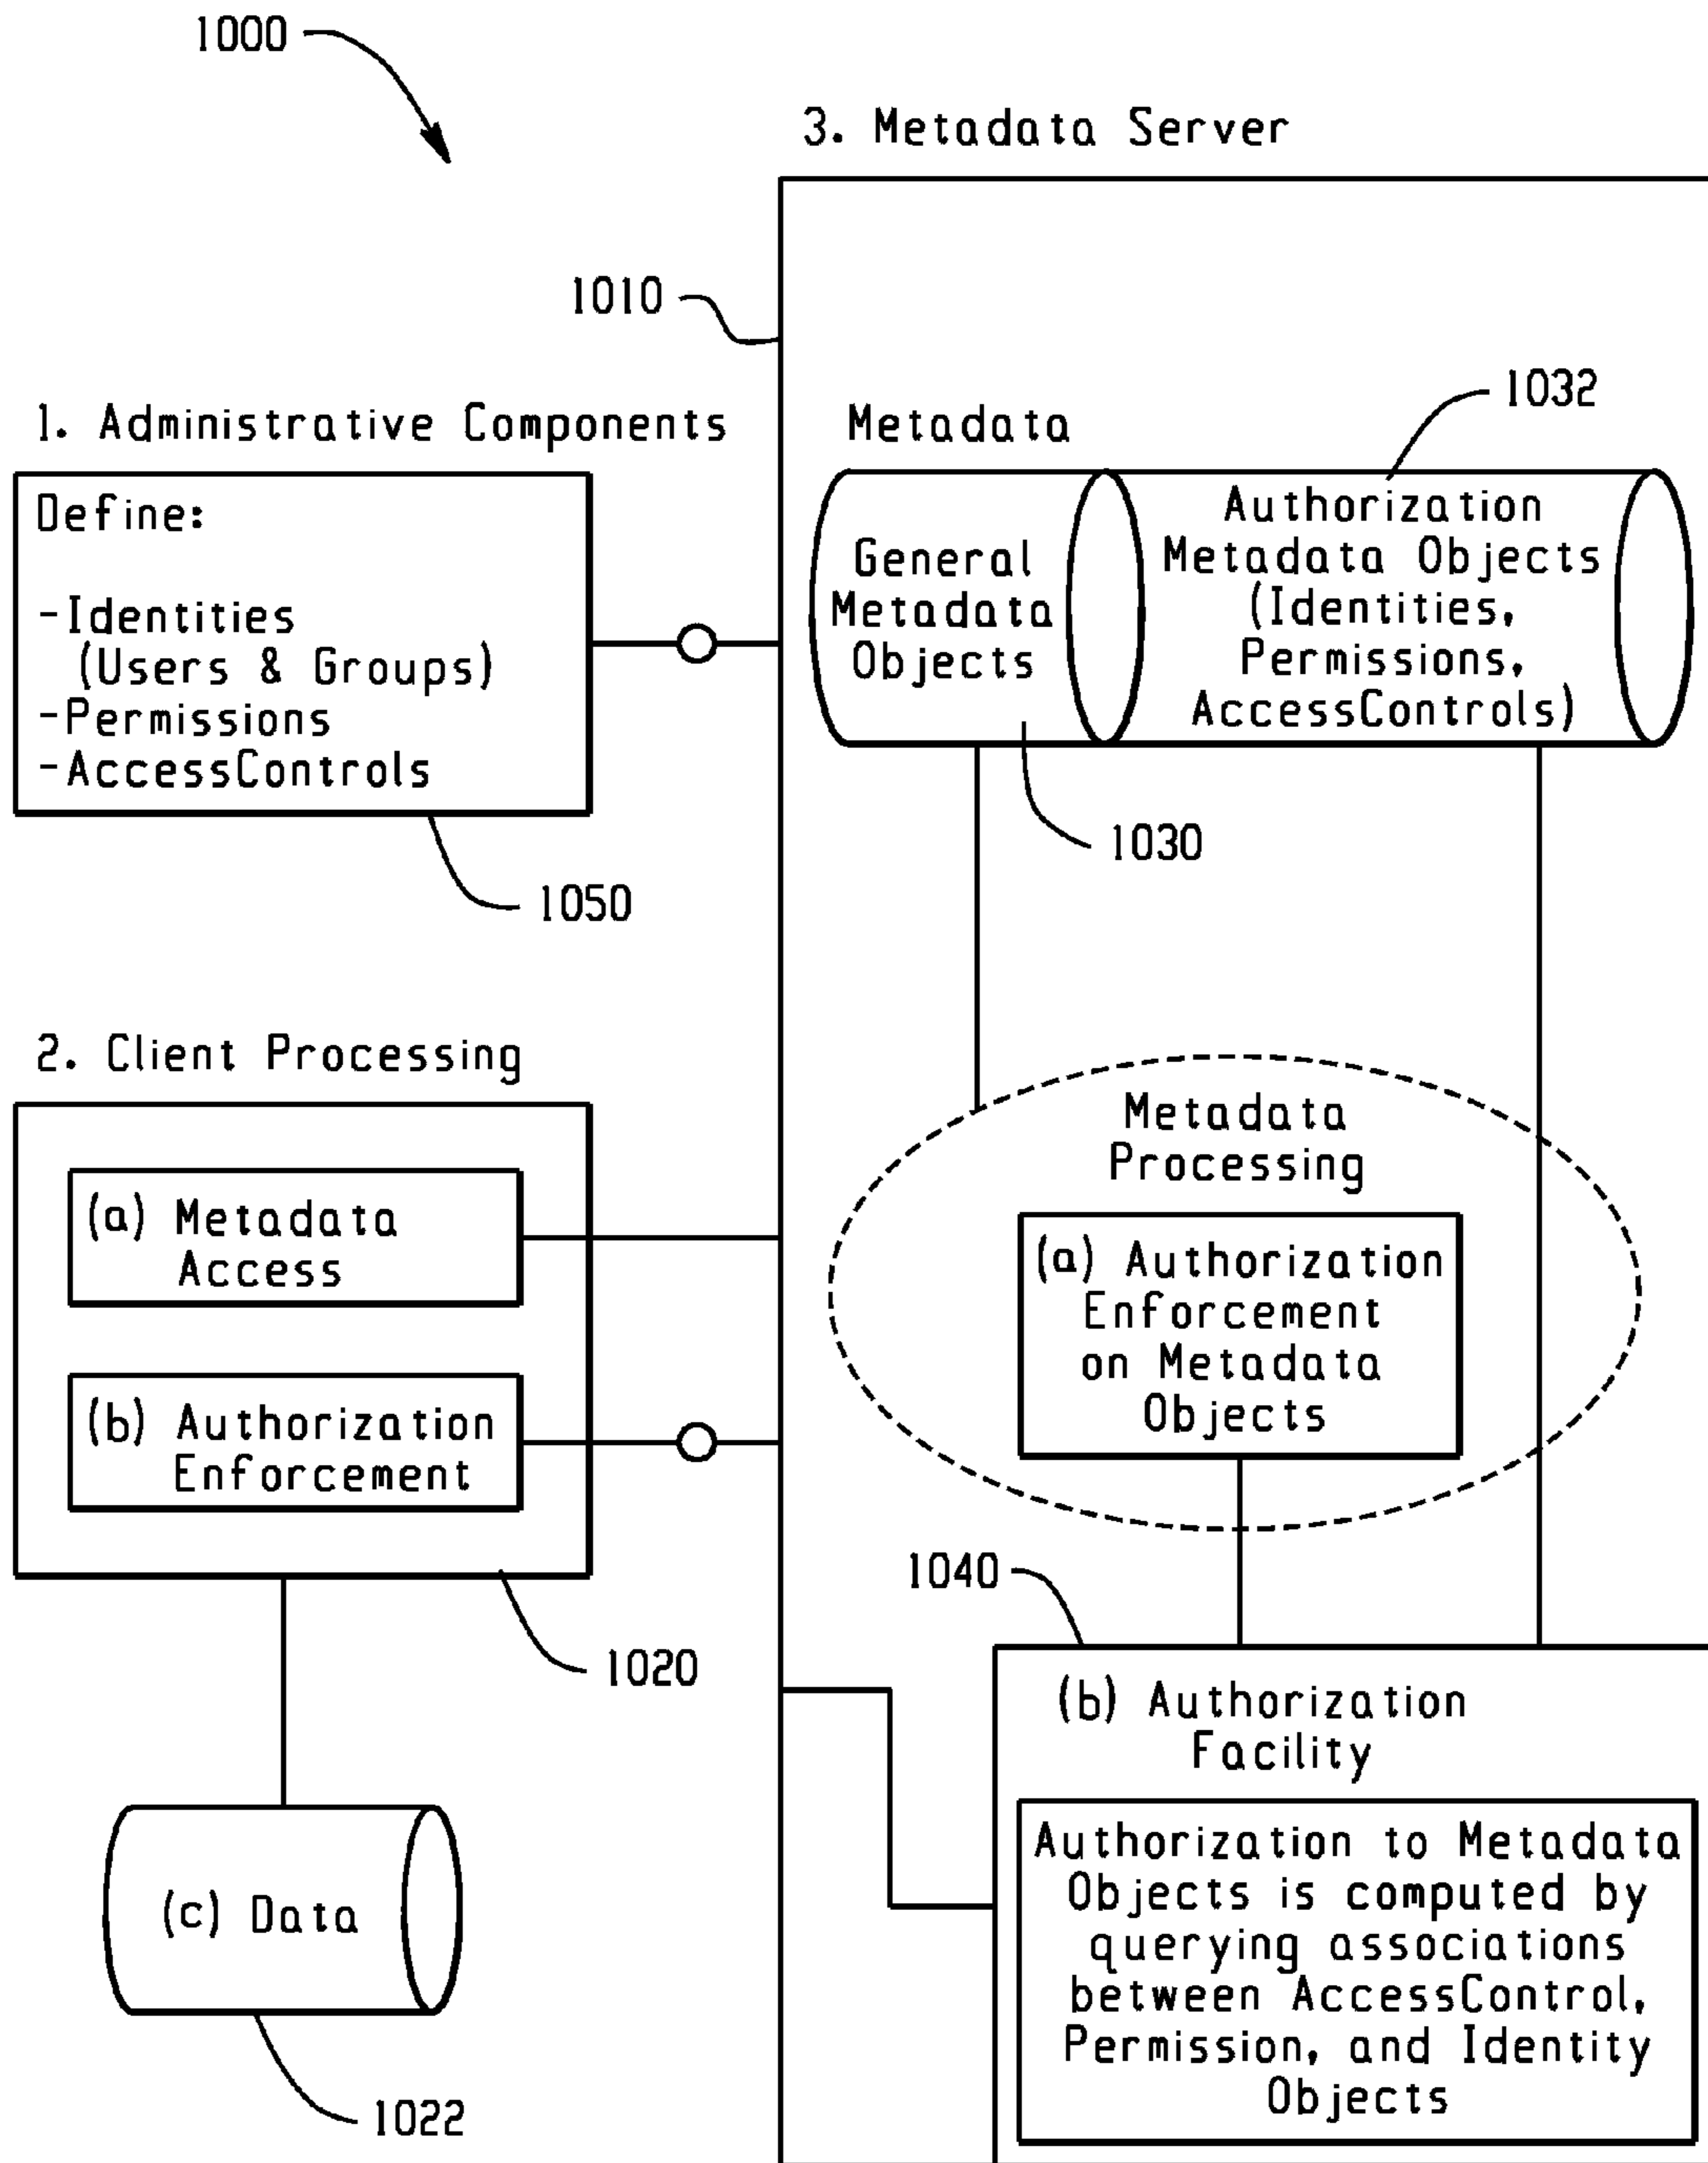 1000
3. Metadata Server
1010
1. Administrative Components
Define:
-Identities
(Users & Groups)
-Permissions
-AccessControls
1050
Metadata
1032
General
Metadata
Objects
Authorization
Metadata Objects
(Identities,
Permissions,
AccessControls)
1030
2. Client Processing
(a) Metadata
Access
(b) Authorization
Enforcement
1020
(c) Data
1022
Metadata
Processing
(a) Authorization
Enforcement
on Metadata
Objects
1040
(b) Authorization
Facility
Authorization to Metadata
Objects is computed by
querying associations
between AccessControl,
Permission, and Identity
Objects